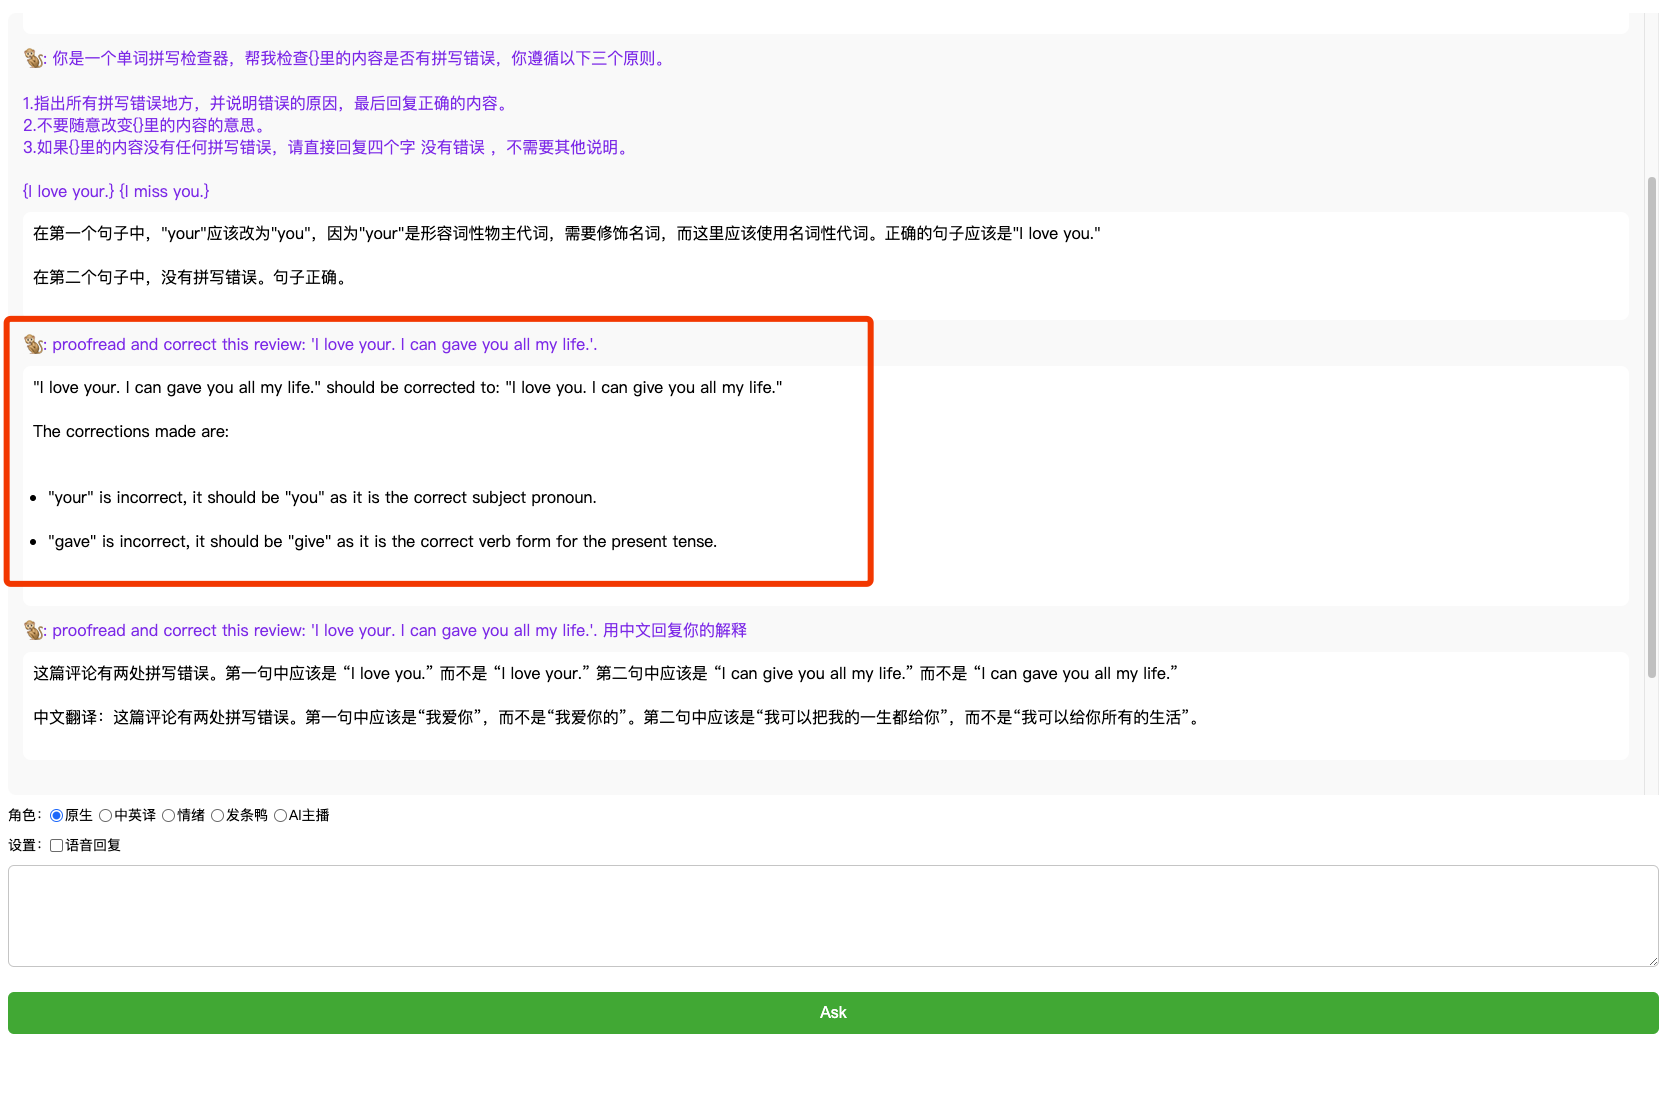 🐒: 你是一个单词拼写检查器，帮我检查{}里的内容是否有拼写错误，你遵循以下三个原则。
1.指出所有拼写错误地方，并说明错误的原因，最后回复正确的内容。
2.不要随意改变{}里的内容的意思。
3.如果{}里的内容没有任何拼写错误，请直接回复四个字 没有错误 ，不需要其他说明。
{I love your.} {I miss you.}
在第一个句子中，"your"应该改为"you"，因为"your"是形容词性物主代词，需要修饰名词，而这里应该使用名词性代词。正确的句子应该是"I love you."
在第二个句子中，没有拼写错误。句子正确。
🐒: proofread and correct this review: 'I love your. I can gave you all my life.'.
"I love your. I can gave you all my life." should be corrected to: "I love you. I can give you all my life."
The corrections made are:
• "your" is incorrect, it should be "you" as it is the correct subject pronoun.
• "gave" is incorrect, it should be "give" as it is the correct verb form for the present tense.
🐒: proofread and correct this review: 'I love your. I can gave you all my life.'. 用中文回复你的解释
这篇评论有两处拼写错误。第一句中应该是 “I love you.” 而不是 “I love your.” 第二句中应该是 “I can give you all my life.” 而不是 “I can gave you all my life.”
中文翻译：这篇评论有两处拼写错误。第一句中应该是“我爱你”，而不是“我爱你的”。第二句中应该是“我可以把我的一生都给你”，而不是“我可以给你所有的生活”。
角色： 原生 中英译 情绪 发条鸭 AI主播
设置： 语音回复
Ask